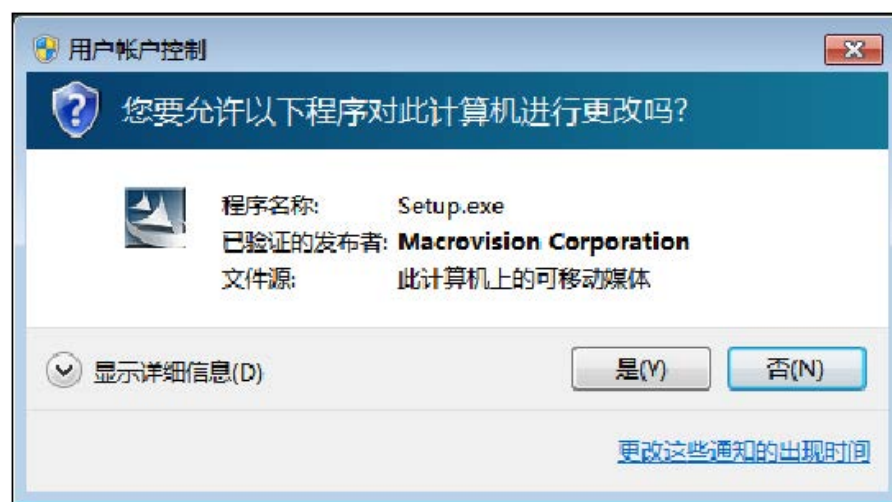 用户帐户控制
您要允许以下程序对此计算机进行更改吗?
程序名称: Setup.exe
已验证的发布者: Macrovision Corporation
文件源: 此计算机上的可移动媒体
显示详细信息(D) 是(Y) 否(N)
更改这些通知的出现时间